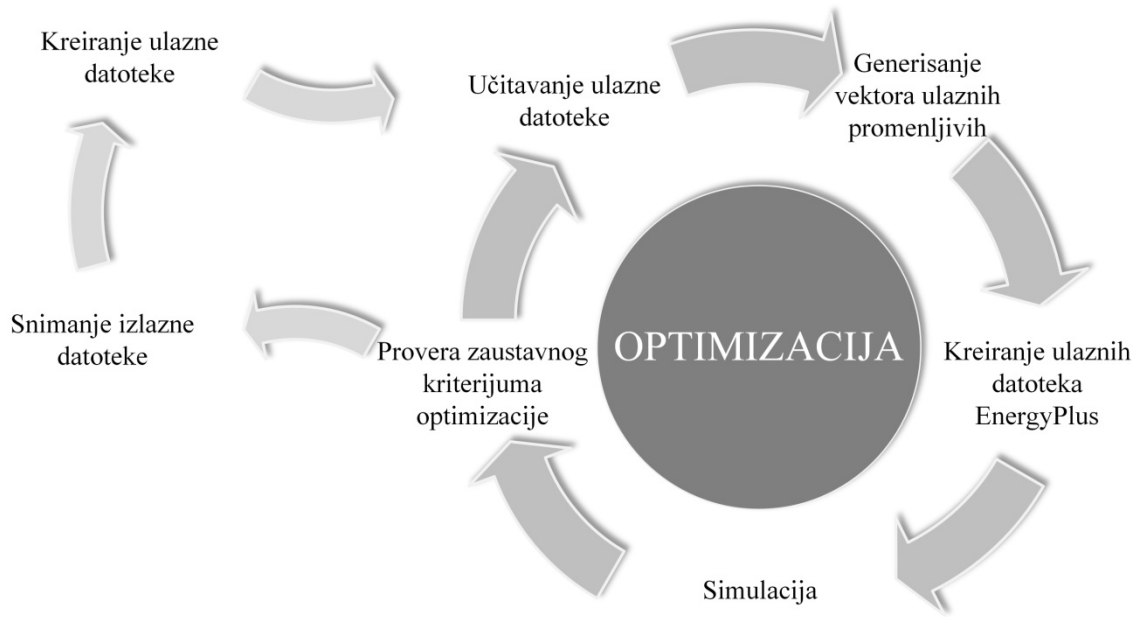 Kreiranje ulazne
datoteke
Učitavanje ulazne
datoteke
Generisanje
vektora ulaznih
promenljivih
Snimanje izlazne
datoteke
Provera zaustavnog
kriterijuma
optimizacije
OPTIMIZACIJA
Kreiranje ulaznih
datoteka
EnergyPlus
Simulacija